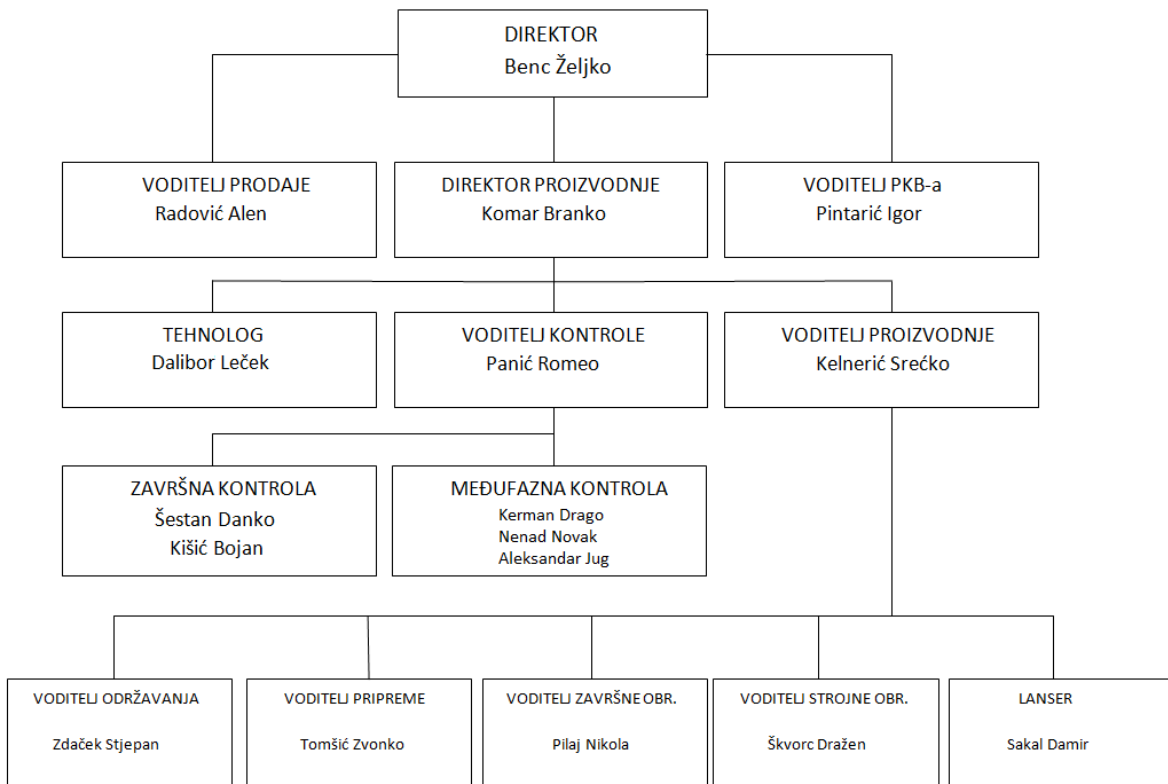 DIREKTOR
Benc Željko
VODITELJ PRODAJE
Radović Alen
DIREKTOR PROIZVODNJE
Komar Branko
VODITELJ PKB-a
Pintarić Igor
TEHNOLOG
Dalibor Leček
VODITELJ KONTROLE
Panić Romeo
VODITELJ PROIZVODNJE
Kelnerić Srećko
ZAVRŠNA KONTROLA
Šestan Danko
Kišić Bojan
MEĐUFAZNA KONTROLA
Kerman Drago
Nenad Novak
Aleksandar Jug
VODITELJ ODRŽAVANJA
Zdaček Stjepan
VODITELJ PRIPREME
Tomšić Zvonko
VODITELJ ZAVRŠNE OBR.
Pilaj Nikola
VODITELJ STROJNE OBR.
Škvorc Dražen
LANSER
Sakal Damir